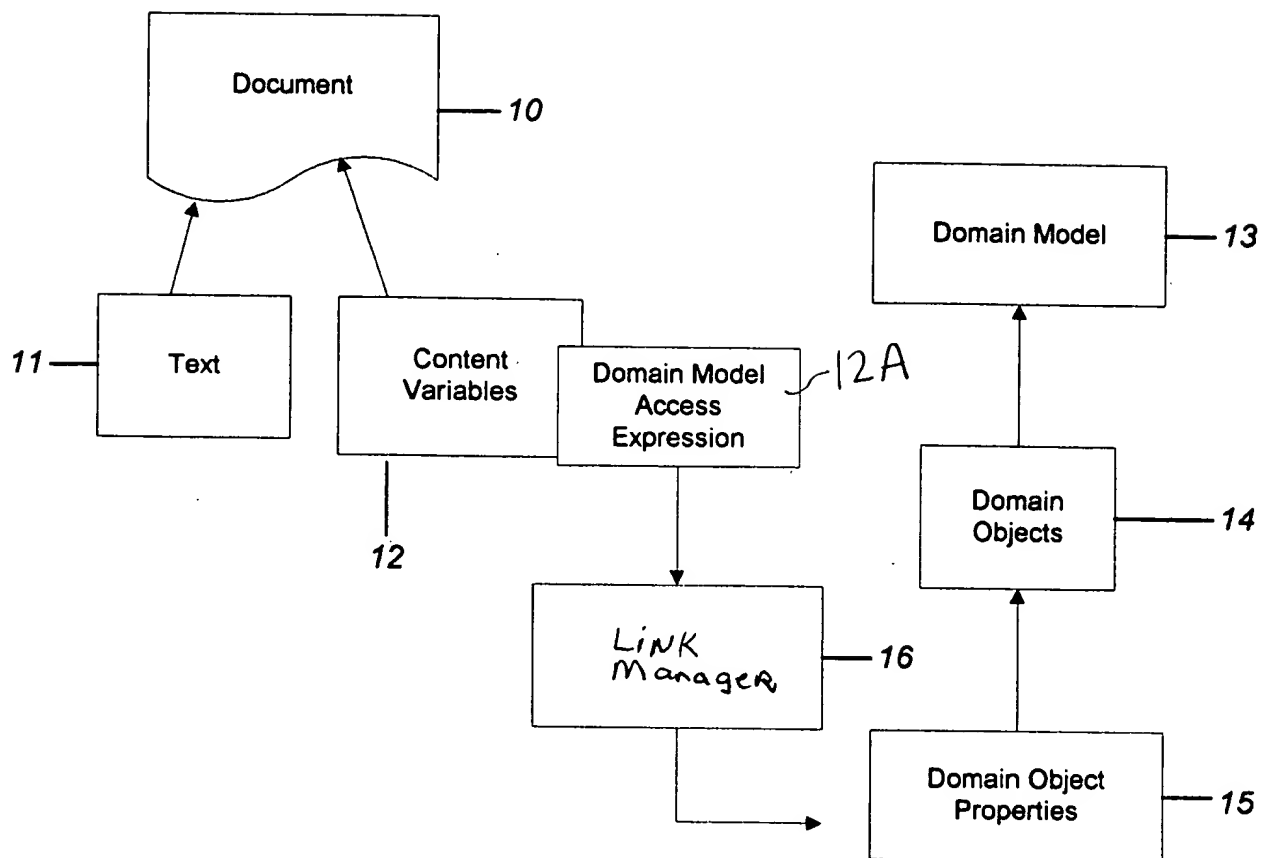 Document
10
Domain Model
13
11
Text
Content
Variables
Domain Model
Access
Expression
12A
12
Domain
Objects
14
LiNK
ManageR
16
Domain Object
Properties
15